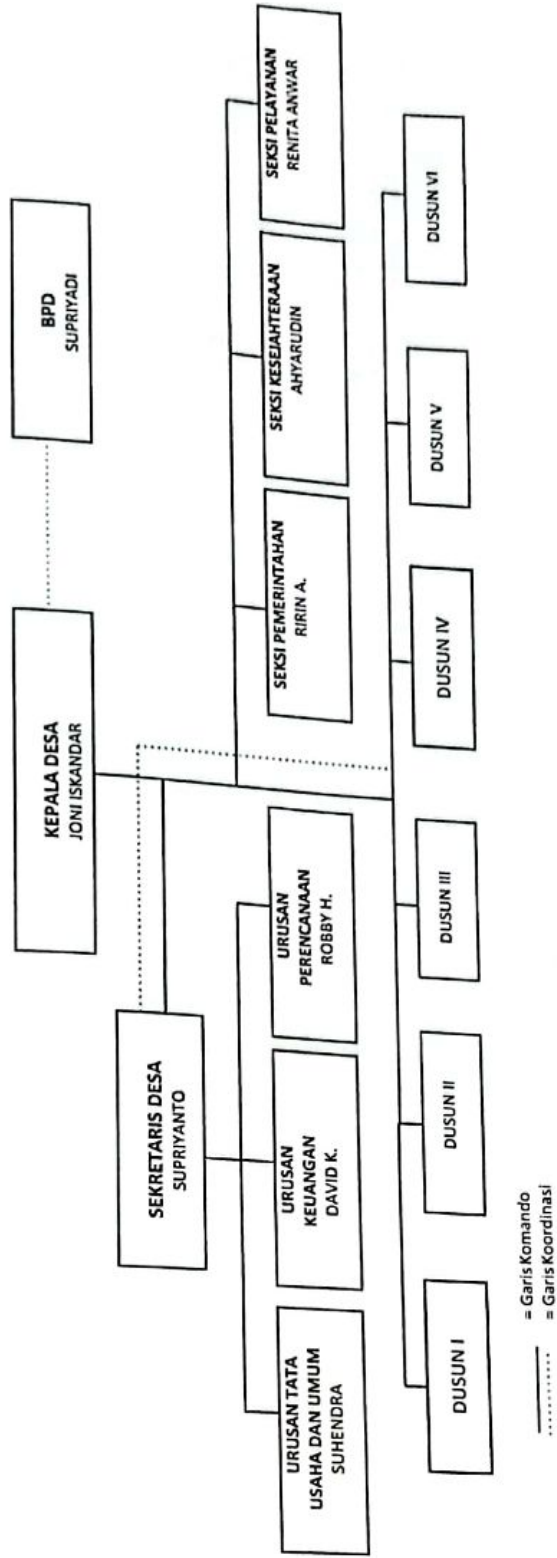 KEPALA DESA
JONI ISKANDAR
BPD
SUPRIYADI
SEKRETARIS DESA
SUPRIYANTO
URUSAN TATA
USAHA DAN UMUM
SUHENDRA
URUSAN
KEUANGAN
DAVID K.
URUSAN
PERENCANAAN
ROBBY H.
SEKSI PEMERINTAHAN
RIRIN A.
SEKSI KESEJAHTERAAN
AHYARUDIN
SEKSI PELAYANAN
RENITA ANWAR
DUSUN I
DUSUN II
DUSUN III
DUSUN IV
DUSUN V
DUSUN VI
= Garis Komando
= Garis Koordinasi